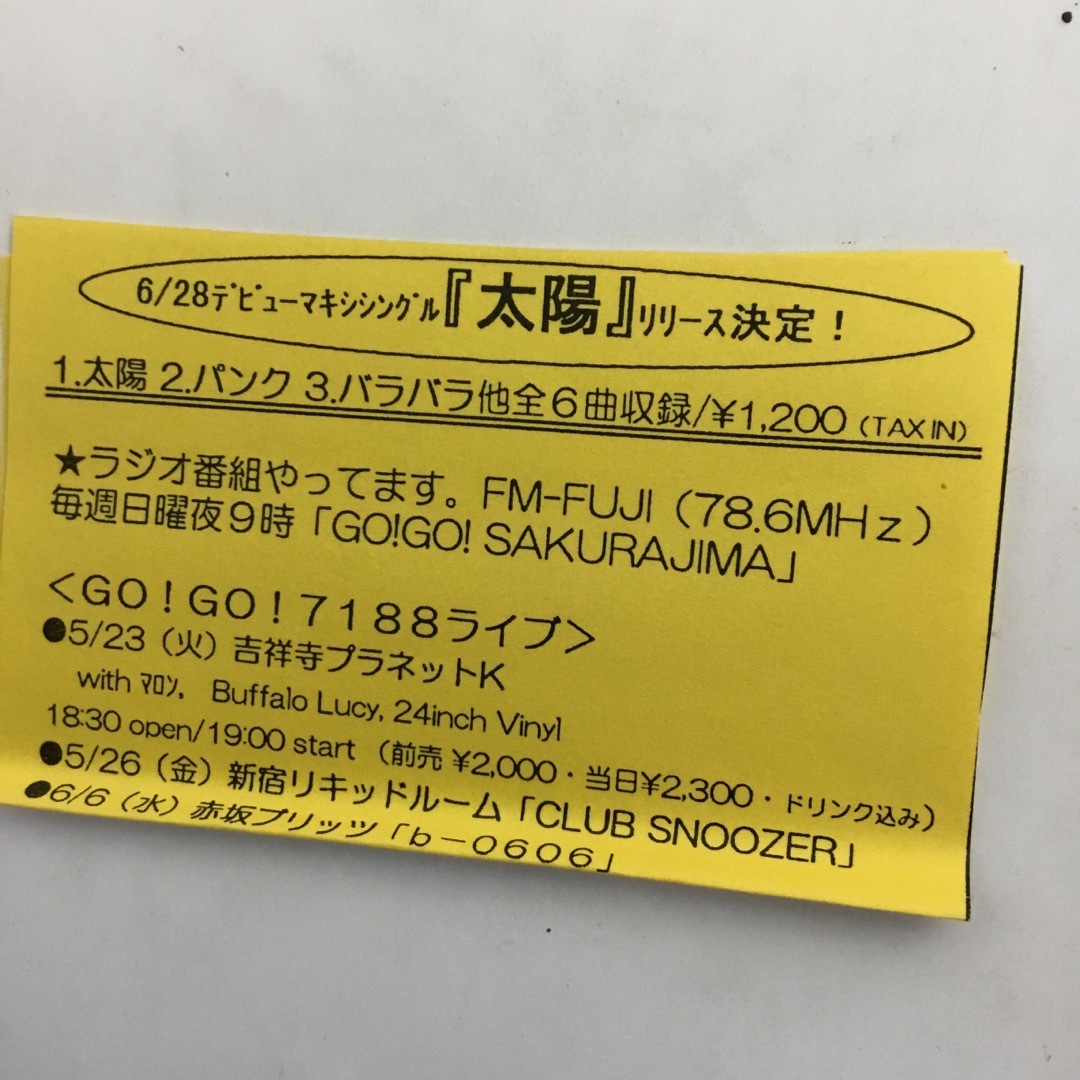 6/28ﾃﾞﾋﾞｭｰマキシシングル『太陽』リリース決定！
1.太陽 2.パンク 3.バラバラ他全６曲収録/¥1,200（TAX IN）
★ラジオ番組やってます。FM-FUJI（78.6MHｚ）
毎週日曜夜９時「GO!GO! SAKURAJIMA」
＜GO！GO！７１８８ライブ＞
●5/23（火）吉祥寺プラネットK
with ﾏﾛﾝ， Buffalo Lucy, 24inch Vinyl
18:30 open/19:00 start （前売 ¥2,000・当日¥2,300・ドリンク込み）
●5/26（金）新宿リキッドルーム「CLUB SNOOZER」
●6/6（水）赤坂ブリッツ「ｂ－０６０６」